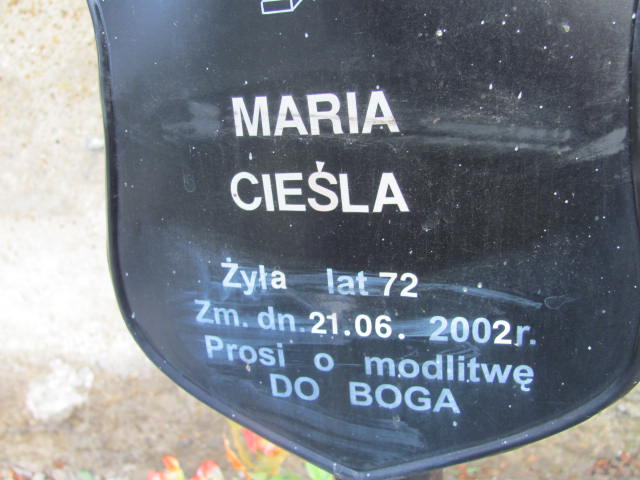 MARIA
CIEŚLA
Żyła lat 72
Zm. dn. 21.06. 2002r.
Prosi o modlitwę
DO BOGA